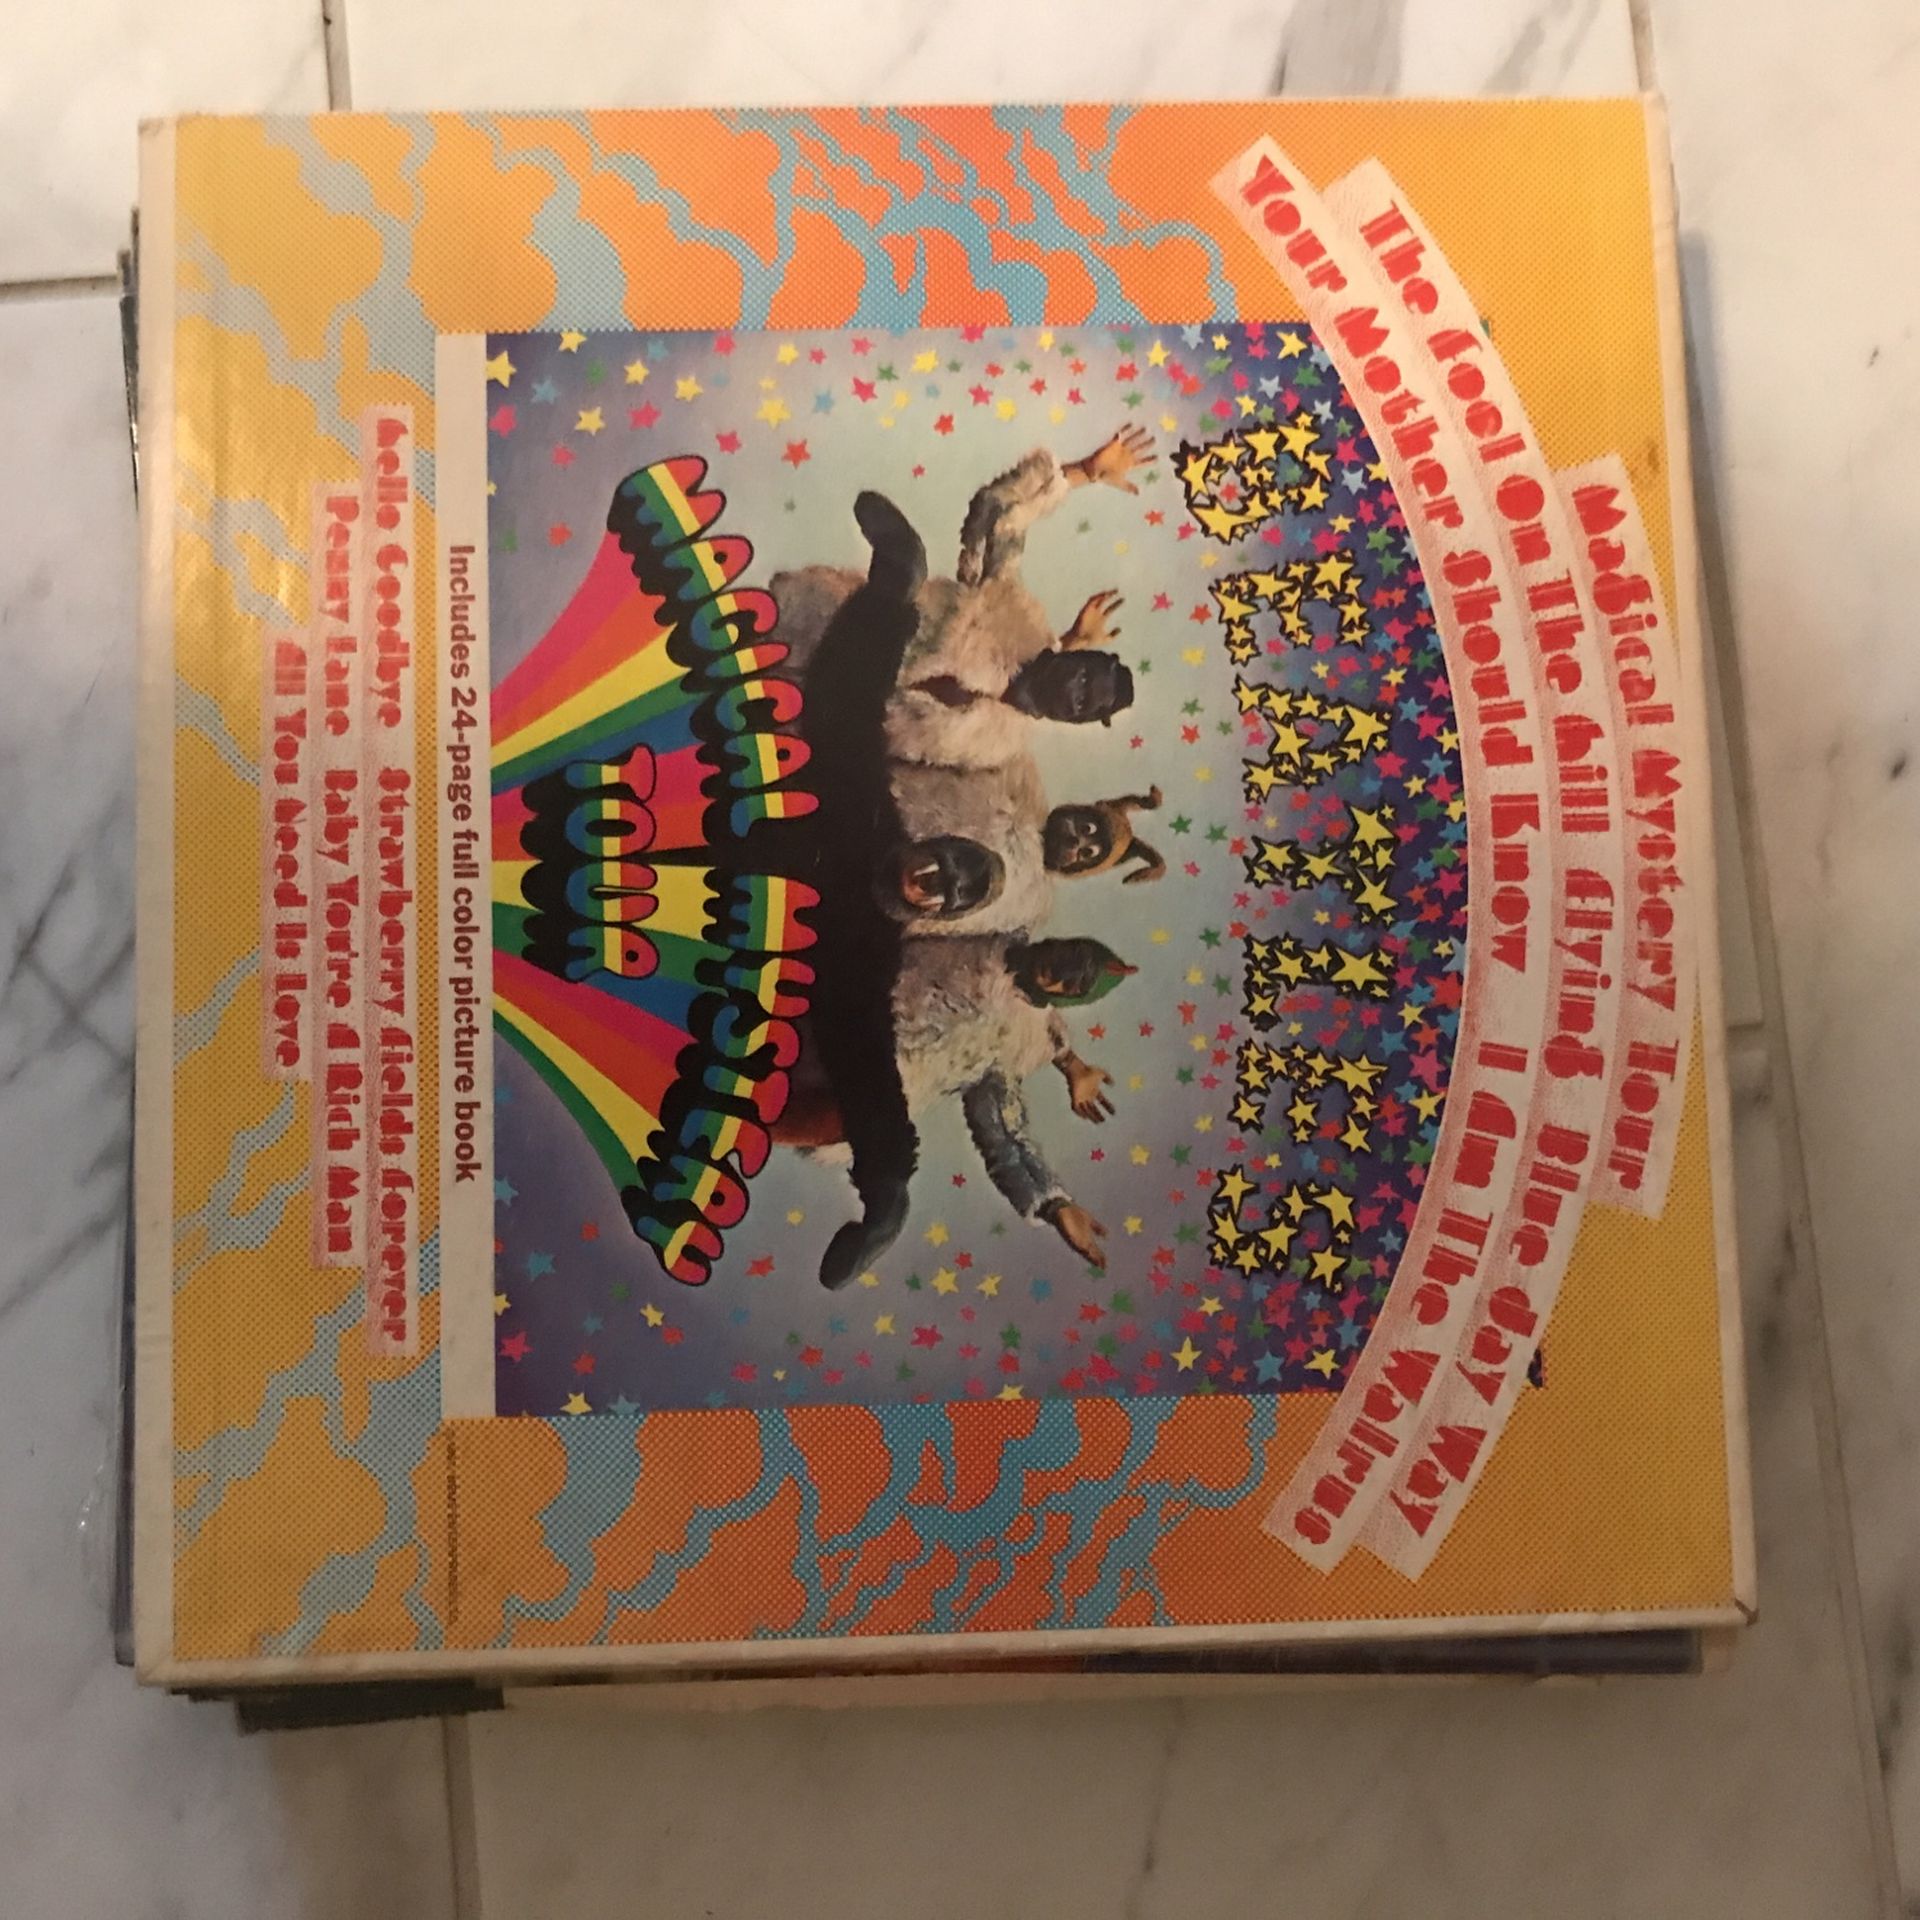 Magical Mystery Tour
The Fool On The Hill Flying Blue Jay Way
Your Mother Should Know I Am The Walrus
BEATLES
MAGICAL MYSTERY
TOUR
Includes 24-page full color picture book
Hello Goodbye Strawberry Fields Forever
Penny Lane Baby You're A Rich Man
All You Need Is Love